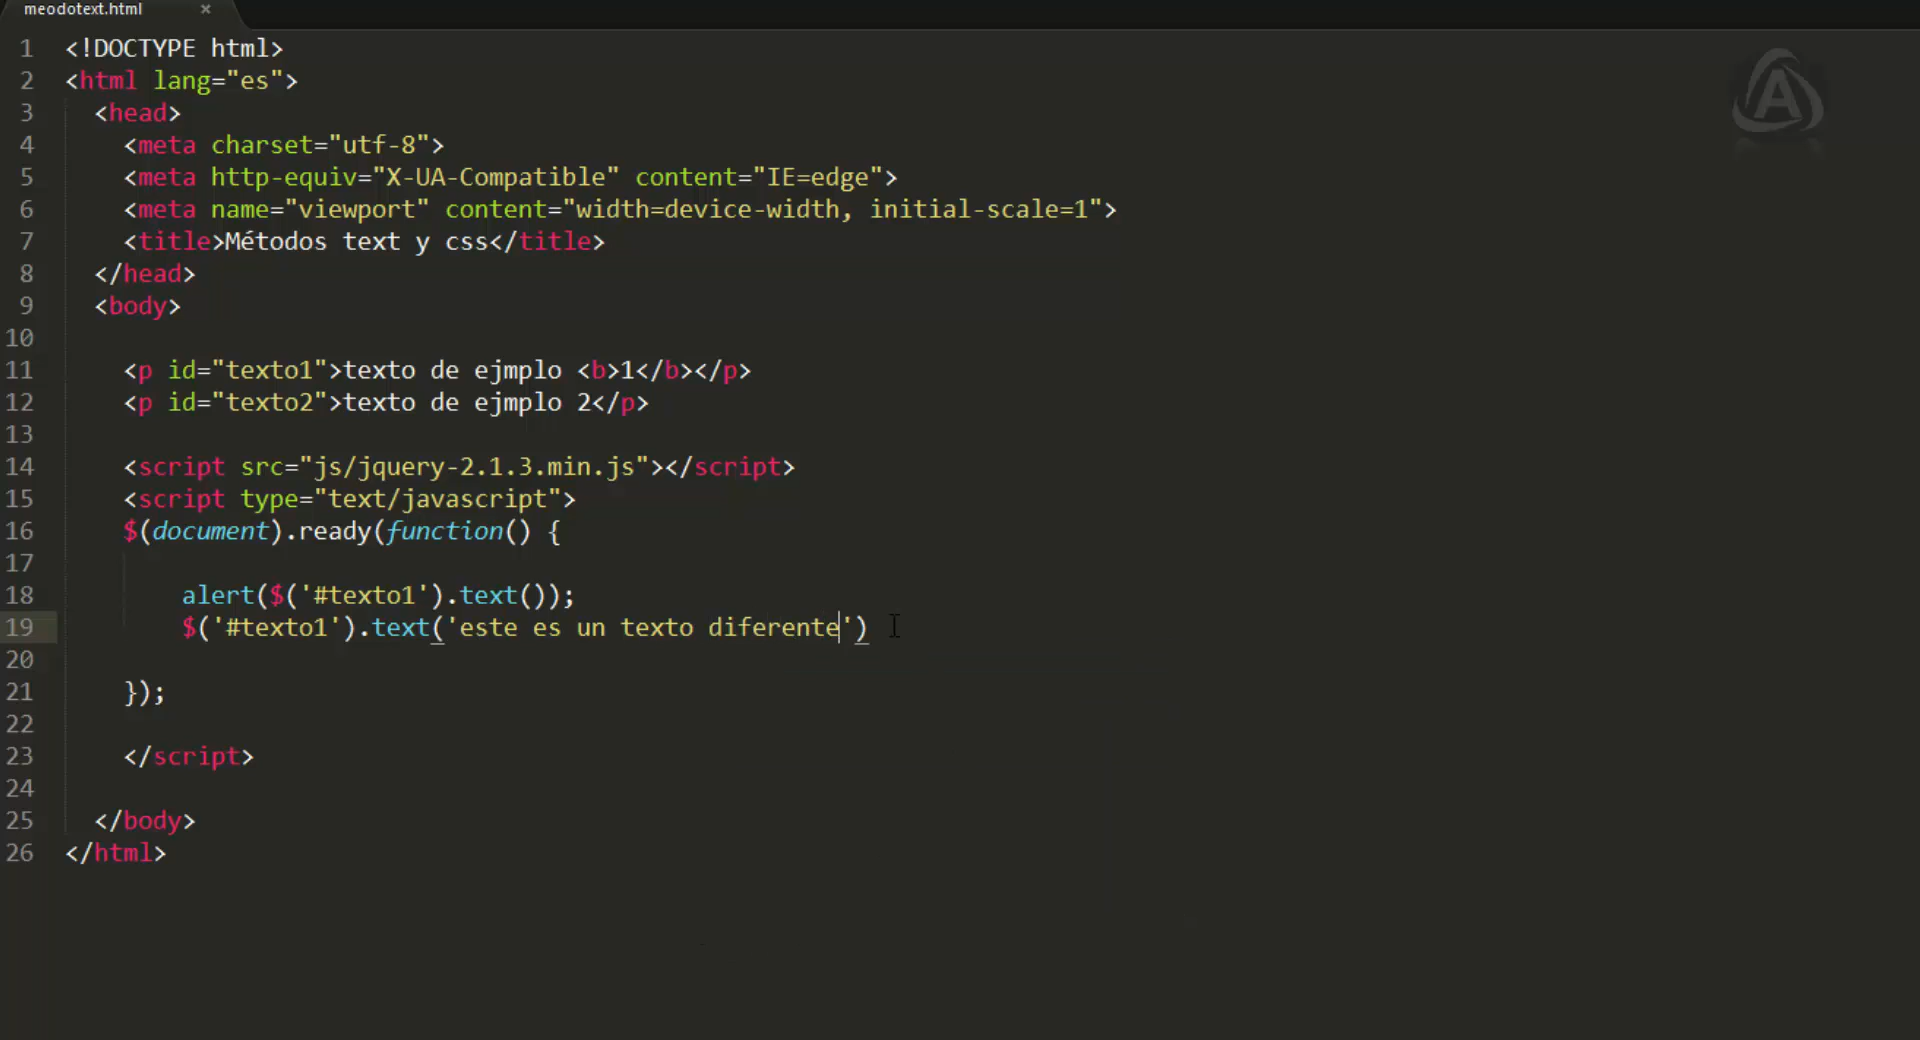 meodotext.html ×
1 <!DOCTYPE html>
2 <html lang="es">
3 <head>
4 <meta charset="utf-8">
5 <meta http-equiv="X-UA-Compatible" content="IE=edge">
6 <meta name="viewport" content="width=device-width, initial-scale=1">
7 <title>Métodos text y css</title>
8 </head>
9 <body>
10
11 <p id="texto1">texto de ejmplo <b>1</b></p>
12 <p id="texto2">texto de ejmplo 2</p>
13
14 <script src="js/jquery-2.1.3.min.js"></script>
15 <script type="text/javascript">
16 $(document).ready(function() {
17
18 alert($('#texto1').text());
19 $('#texto1').text('este es un texto diferente')
20
21 });
22
23 </script>
24
25 </body>
26 </html>
A